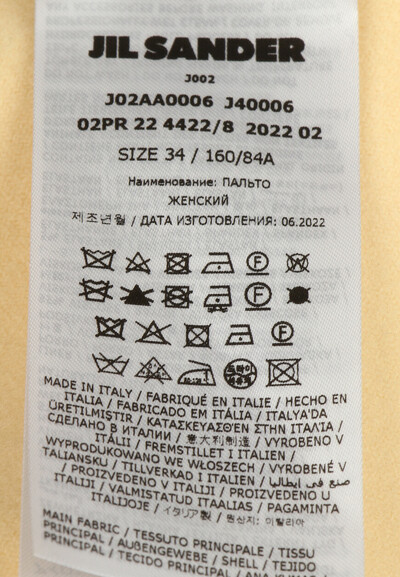 JIL SANDER
J002
J02AA0006 J40006
02PR 22 4422/8 2022 02
SIZE 34 / 160/84A
Наименование: ПАЛЬТО
ЖЕНСКИЙ
제조년월 / ДАТА ИЗГОТОВЛЕНИЯ: 06.2022
F
F
F
드라이
MADE IN ITALY / FABRIQUÉ EN ITALIE / HECHO EN
ITALIA / FABRICADO EM ITÁLIA / ITALYA'DA
ÜRETILMIŞTIR / ΚΑΤΑΣΚΕΥΑΣΘΕΝ ΣΤΗΝ ΙΤΑΛΊΑ /
СДЕЛАНО В ИТАЛИИ / 意大利制造 / VYROBENO V
ITÁLII / FREMSTILLET I ITALIEN /
WYPRODUKOWANO WE WŁOSZECH / VYROBENÉ V
TALIANSKU / TILLVERKAD I ITALIEN / صنع في ايطاليا
/ PROIZVEDENO V ITALIJI / PROIZVEDENO U
ITALIJI / VALMISTATUD ITAALIAS / PAGAMINTA
ITALIJOJE / イタリア製 / 원산지: 이탈리아
MAIN FABRIC / TESSUTO PRINCIPALE / TISSU
PRINCIPAL / AUßENGEWEBE / SHELL / TEJIDO
PRINCIPAL / TECIDO PRINCIPAL /